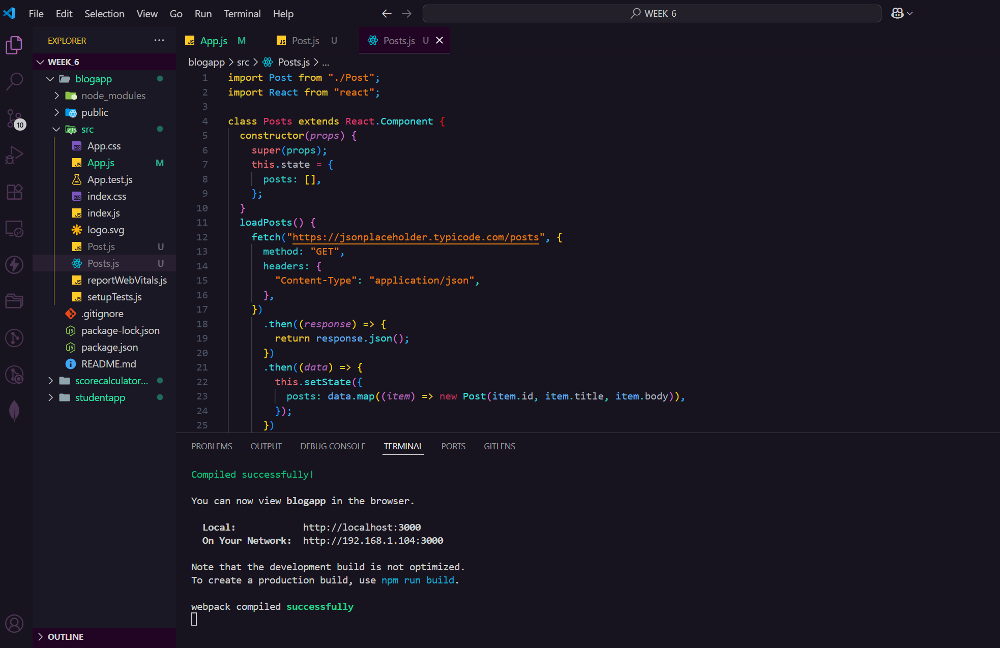 File Edit Selection View Go Run Terminal Help
WEEK_6
EXPLORER
WEEK_6
blogapp
node_modules
public
src
App.css
App.js M
App.test.js
index.css
index.js
logo.svg
Post.js U
Posts.js U
reportWebVitals.js
setupTests.js
.gitignore
package-lock.json
package.json
README.md
scorecalculator...
studentapp
OUTLINE
10
App.js M
Post.js U
Posts.js U
blogapp > src > Posts.js > ...
1 import Post from "./Post";
2 import React from "react";
3
4 class Posts extends React.Component {
5 constructor(props) {
6 super(props);
7 this.state = {
8 posts: [],
9 };
10 }
11 loadPosts() {
12 fetch("https://jsonplaceholder.typicode.com/posts", {
13 method: "GET",
14 headers: {
15 "Content-Type": "application/json",
16 },
17 })
18 .then((response) => {
19 return response.json();
20 })
21 .then((data) => {
22 this.setState({
23 posts: data.map((item) => new Post(item.id, item.title, item.body)),
24 });
25 })
PROBLEMS OUTPUT DEBUG CONSOLE TERMINAL PORTS GITLENS
Compiled successfully!
You can now view blogapp in the browser.
Local: http://localhost:3000
On Your Network: http://192.168.1.104:3000
Note that the development build is not optimized.
To create a production build, use npm run build.
webpack compiled successfully